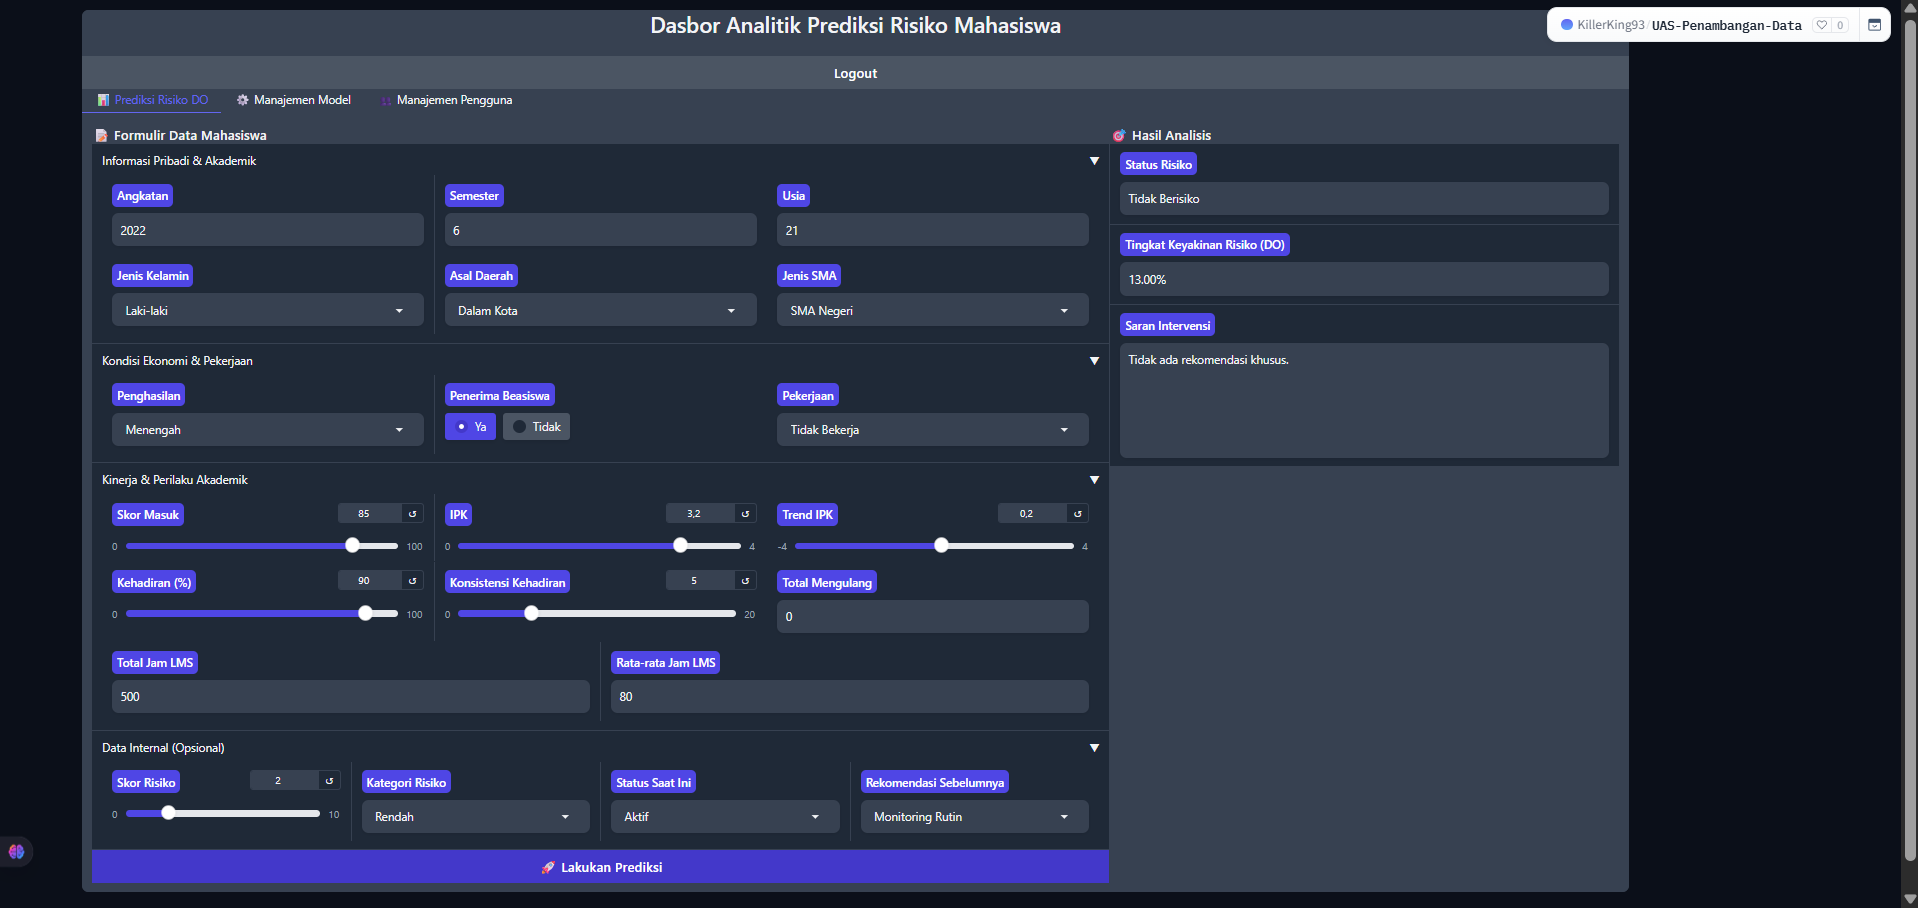 Dasbor Analitik Prediksi Risiko Mahasiswa
KillerKing93/UAS-Penambangan-Data 0
Logout
Prediksi Risiko DO Manajemen Model Manajemen Pengguna
Formulir Data Mahasiswa
Informasi Pribadi & Akademik
Angkatan Semester Usia
2022 6 21
Jenis Kelamin Asal Daerah Jenis SMA
Laki-laki Dalam Kota SMA Negeri
Kondisi Ekonomi & Pekerjaan
Penghasilan Penerima Beasiswa Pekerjaan
Menengah Ya Tidak Tidak Bekerja
Kinerja & Perilaku Akademik
Skor Masuk 85 IPK 3,2 Trend IPK 0,2
0 100 0 4 -4 4
Kehadiran (%) 90 Konsistensi Kehadiran 5 Total Mengulang
0 100 0 20 0
Total Jam LMS Rata-rata Jam LMS
500 80
Data Internal (Opsional)
Skor Risiko 2 Kategori Risiko Status Saat Ini Rekomendasi Sebelumnya
0 10 Rendah Aktif Monitoring Rutin
Lakukan Prediksi
Hasil Analisis
Status Risiko
Tidak Berisiko
Tingkat Keyakinan Risiko (DO)
13.00%
Saran Intervensi
Tidak ada rekomendasi khusus.